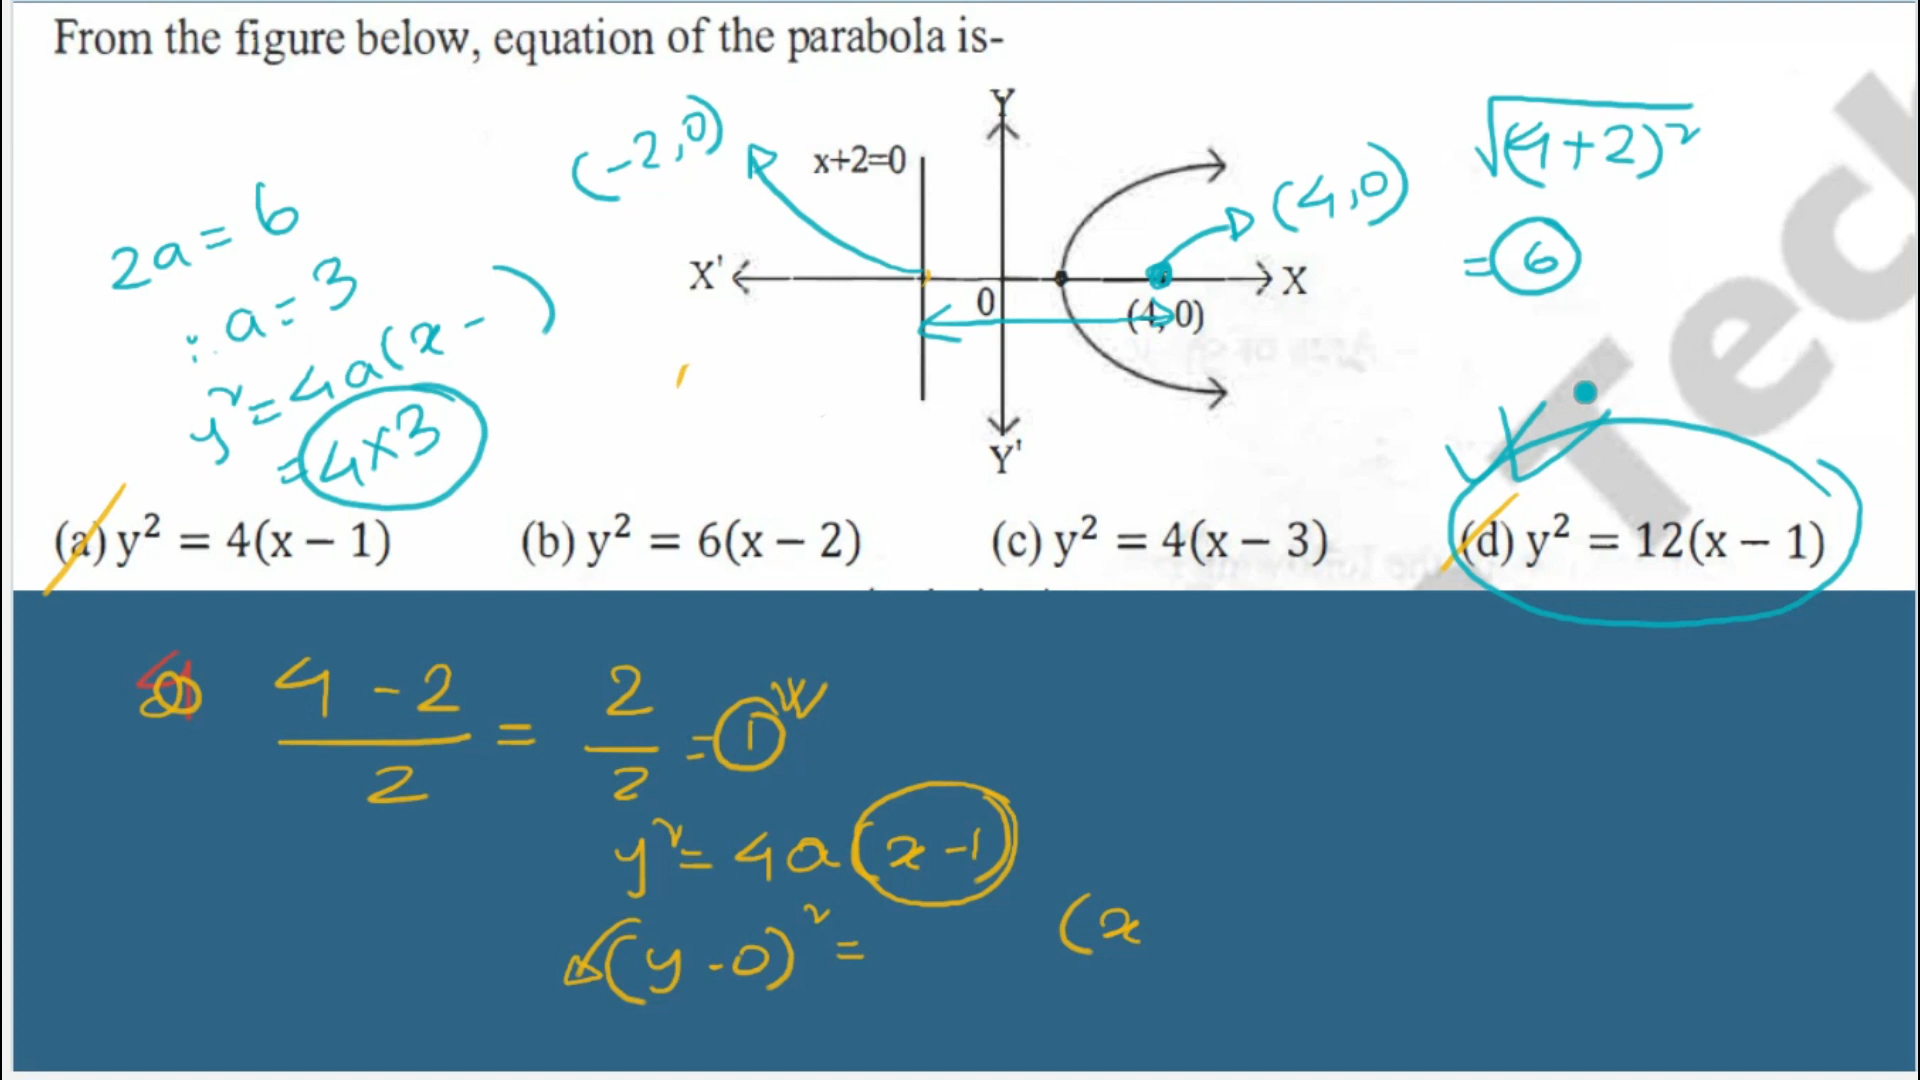 From the figure below, equation of the parabola is-
Y
(-2,0)
x+2=0
(4,0)
√(4+2)²
= 6
2a = 6
∴ a = 3
y² = 4a(x - )
= 4×3
X'
0
X
(4, 0)
Y'
Tech
(a) y² = 4(x − 1)
(b) y² = 6(x − 2)
(c) y² = 4(x − 3)
(d) y² = 12(x − 1)
4 - 2
2
= 2
2
= 1
y² = 4a(x-1)
(y-0)² = (x